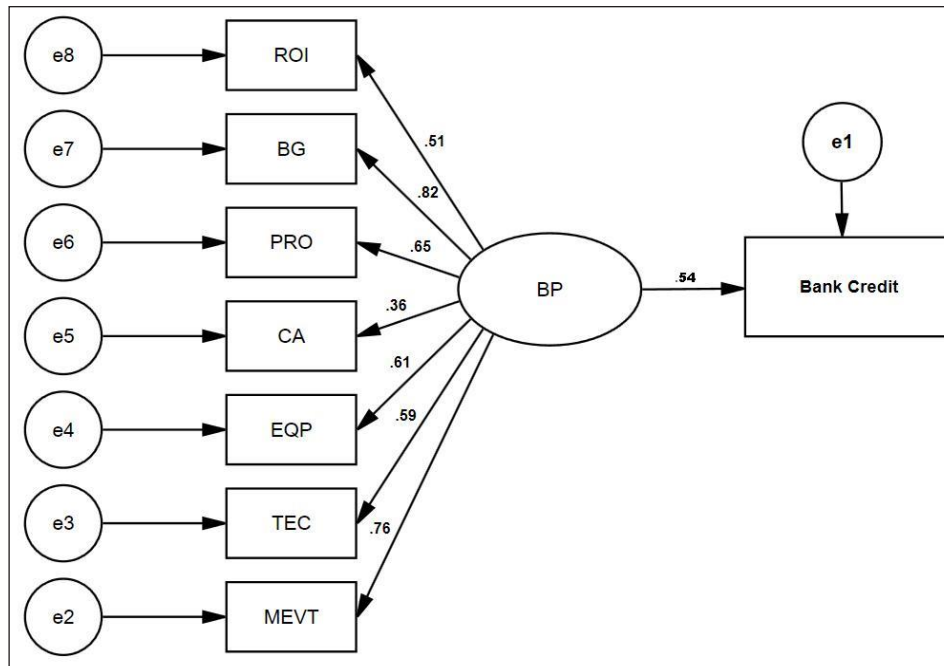 e8
ROI
e7
BG
e6
PRO
e5
CA
e4
EQP
e3
TEC
e2
MEVT
.51
.82
.65
.36
.61
.59
.76
BP
.54
e1
Bank Credit